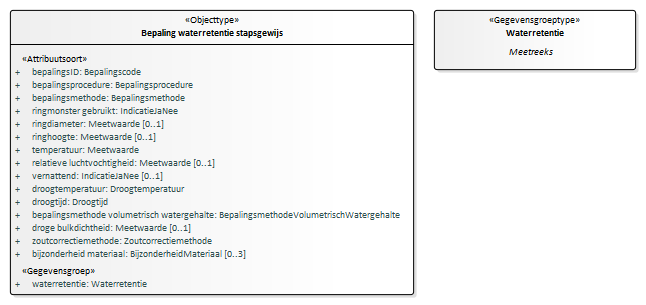 «Objecttype»
Bepaling waterretentie stapsgewijs
«Attribuutsoort»
+ bepalingsID: Bepalingscode
+ bepalingsprocedure: Bepalingsprocedure
+ bepalingsmethode: Bepalingsmethode
+ ringmonster gebruikt: IndicatieJaNee
+ ringdiameter: Meetwaarde [0..1]
+ ringhoogte: Meetwaarde [0..1]
+ temperatuur: Meetwaarde
+ relatieve luchtvochtigheid: Meetwaarde [0..1]
+ vernattend: IndicatieJaNee [0..1]
+ droogtemperatuur: Droogtemperatuur
+ droogtijd: Droogtijd
+ bepalingsmethode volumetrisch watergehalte: BepalingsmethodeVolumetrischWatergehalte
+ droge bulkdichtheid: Meetwaarde [0..1]
+ zoutcorrectiemethode: Zoutcorrectiemethode
+ bijzonderheid materiaal: BijzonderheidMateriaal [0..3]
«Gegevensgroep»
+ waterretentie: Waterretentie
«Gegevensgroeptype»
Waterretentie
Meetreeks